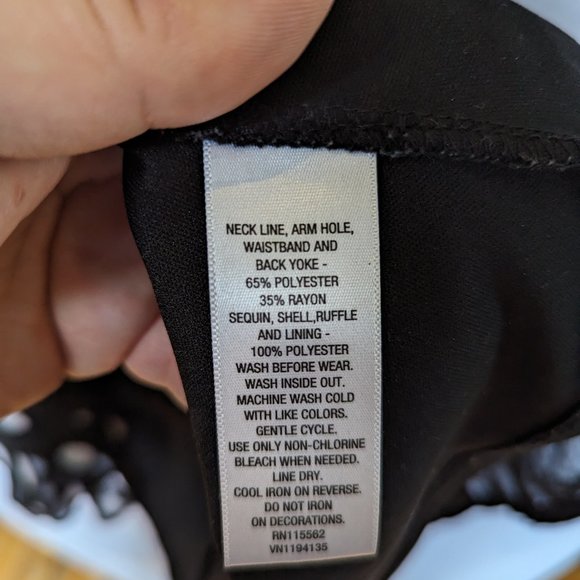 NECK LINE, ARM HOLE,
WAISTBAND AND
BACK YOKE -
65% POLYESTER
35% RAYON
SEQUIN, SHELL,RUFFLE
AND LINING -
100% POLYESTER
WASH BEFORE WEAR.
WASH INSIDE OUT.
MACHINE WASH COLD
WITH LIKE COLORS.
GENTLE CYCLE.
USE ONLY NON-CHLORINE
BLEACH WHEN NEEDED.
LINE DRY.
COOL IRON ON REVERSE.
DO NOT IRON
ON DECORATIONS.
RN115562
VN1194135